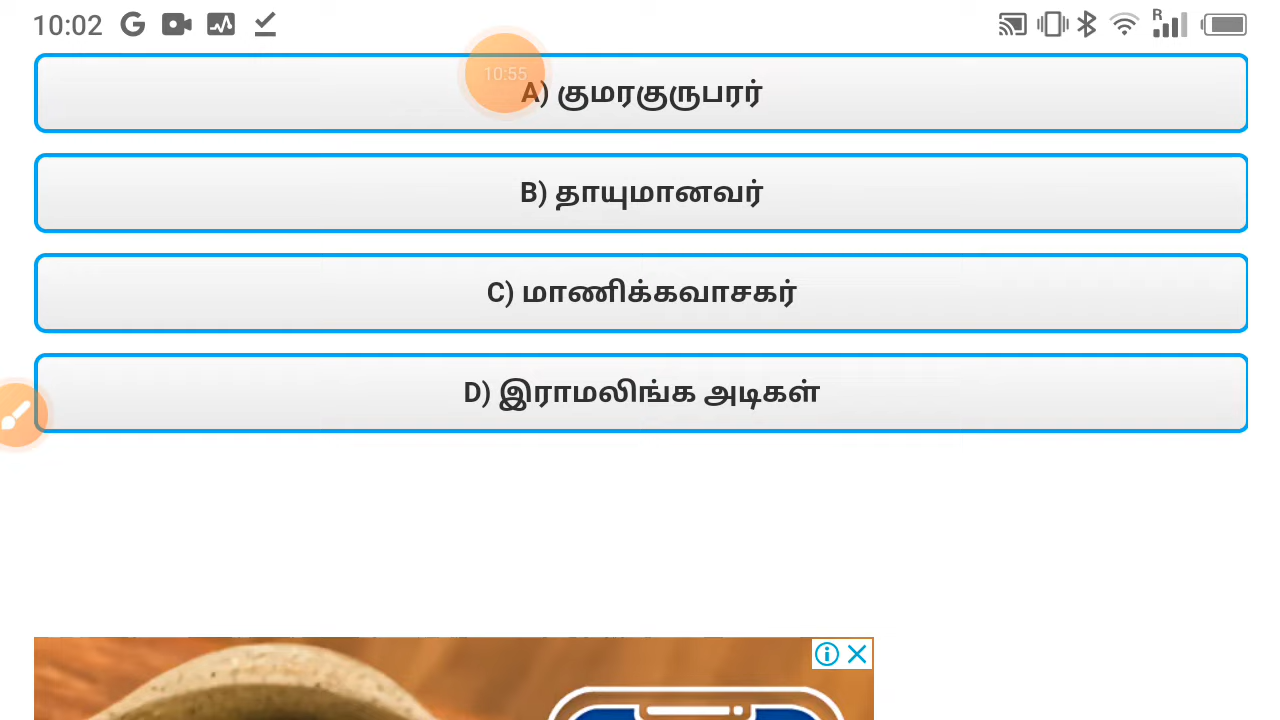 10:02
10:55
A) குமரகுருபரர்
B) தாயுமானவர்
C) மாணிக்கவாசகர்
D) இராமலிங்க அடிகள்